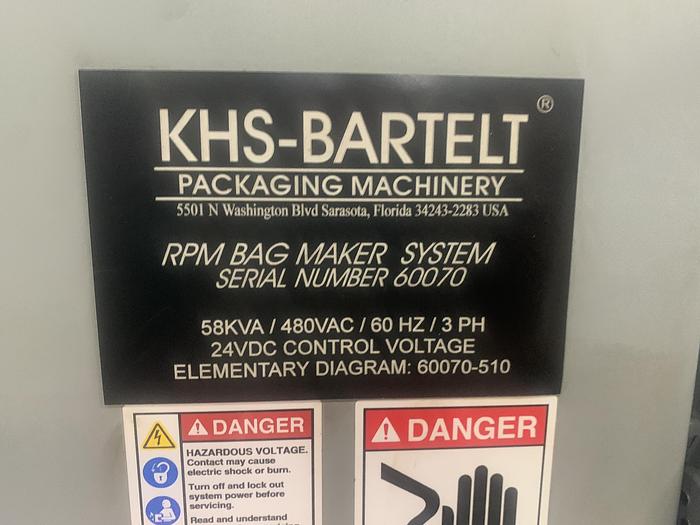 KHS-BARTELT ®
PACKAGING MACHINERY
5501 N Washington Blvd Sarasota, Florida 34243-2283 USA
RPM BAG MAKER SYSTEM
SERIAL NUMBER 60070
58KVA / 480VAC / 60 HZ / 3 PH
24VDC CONTROL VOLTAGE
ELEMENTARY DIAGRAM: 60070-510
DANGER
HAZARDOUS VOLTAGE.
Contact may cause
electric shock or burn.
Turn off and lock out
system power before
servicing.
Read and understand
DANGER